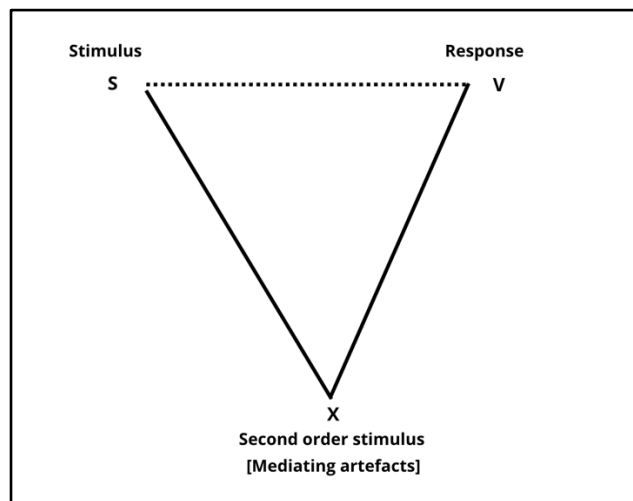 Stimulus
Response
S
V
X
Second order stimulus
[Mediating artefacts]